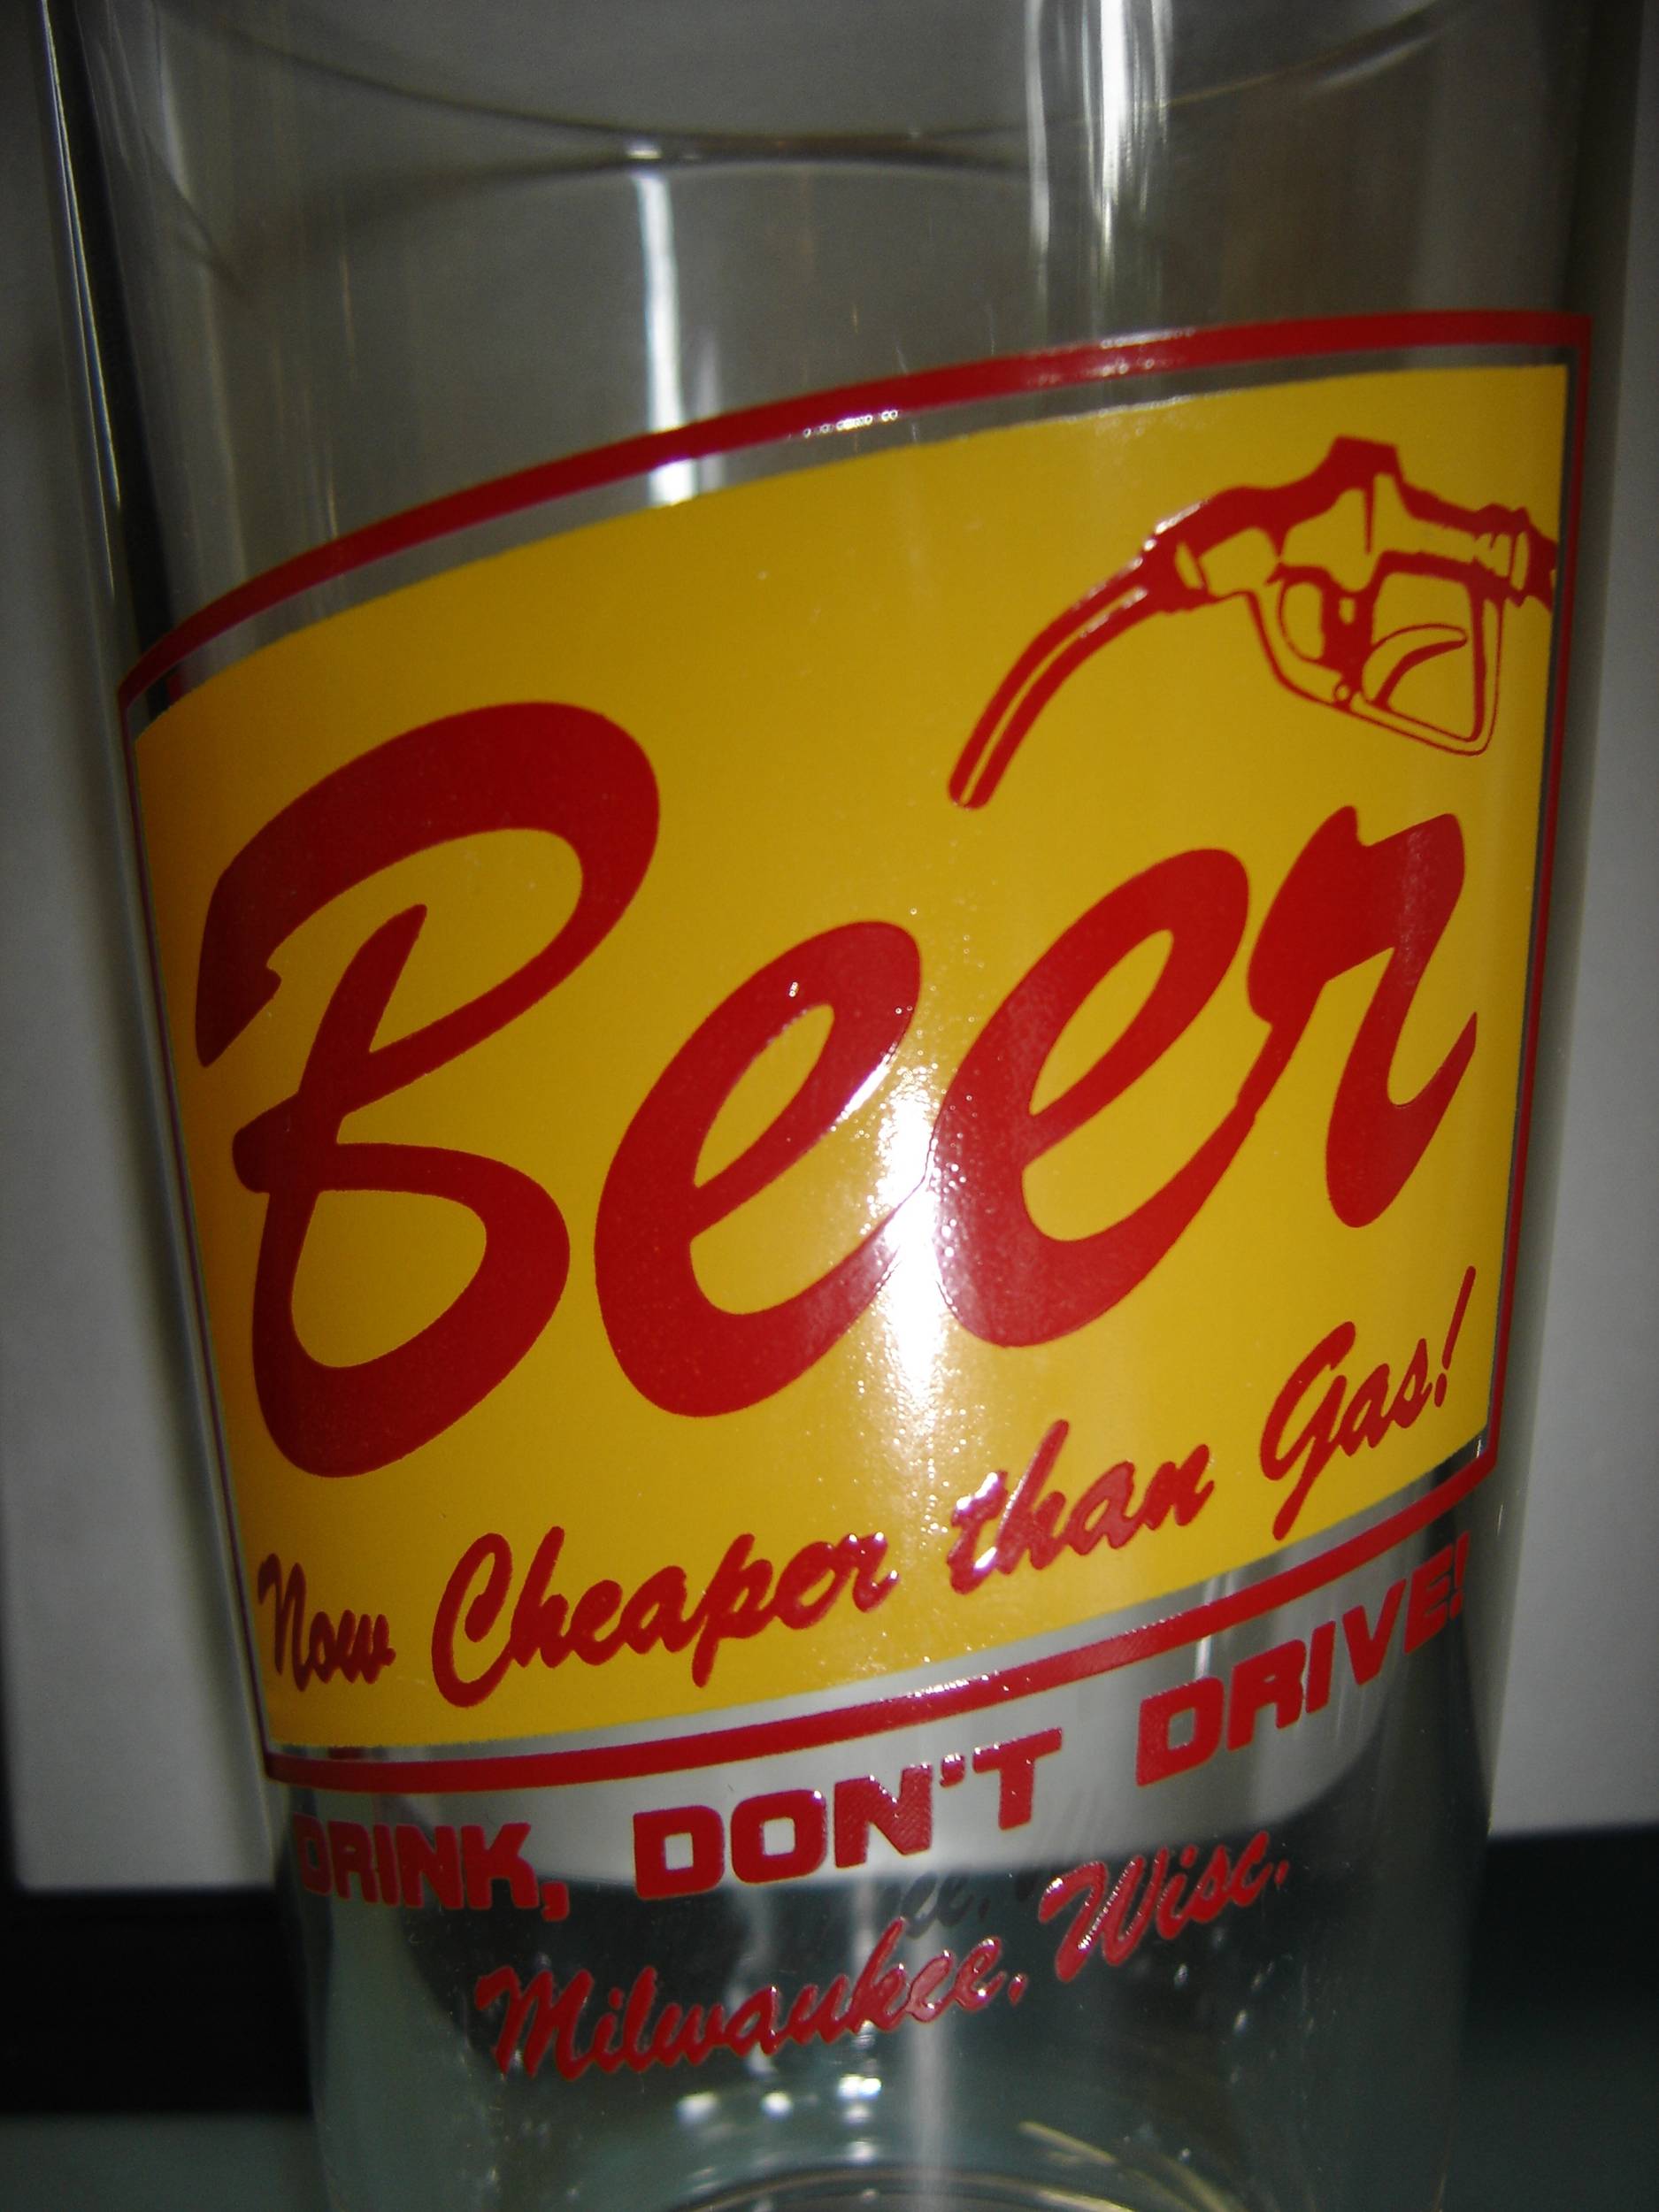 Beer
Now Cheaper than Gas!
DRINK, DON'T DRIVE!
Milwaukee, Wisc.